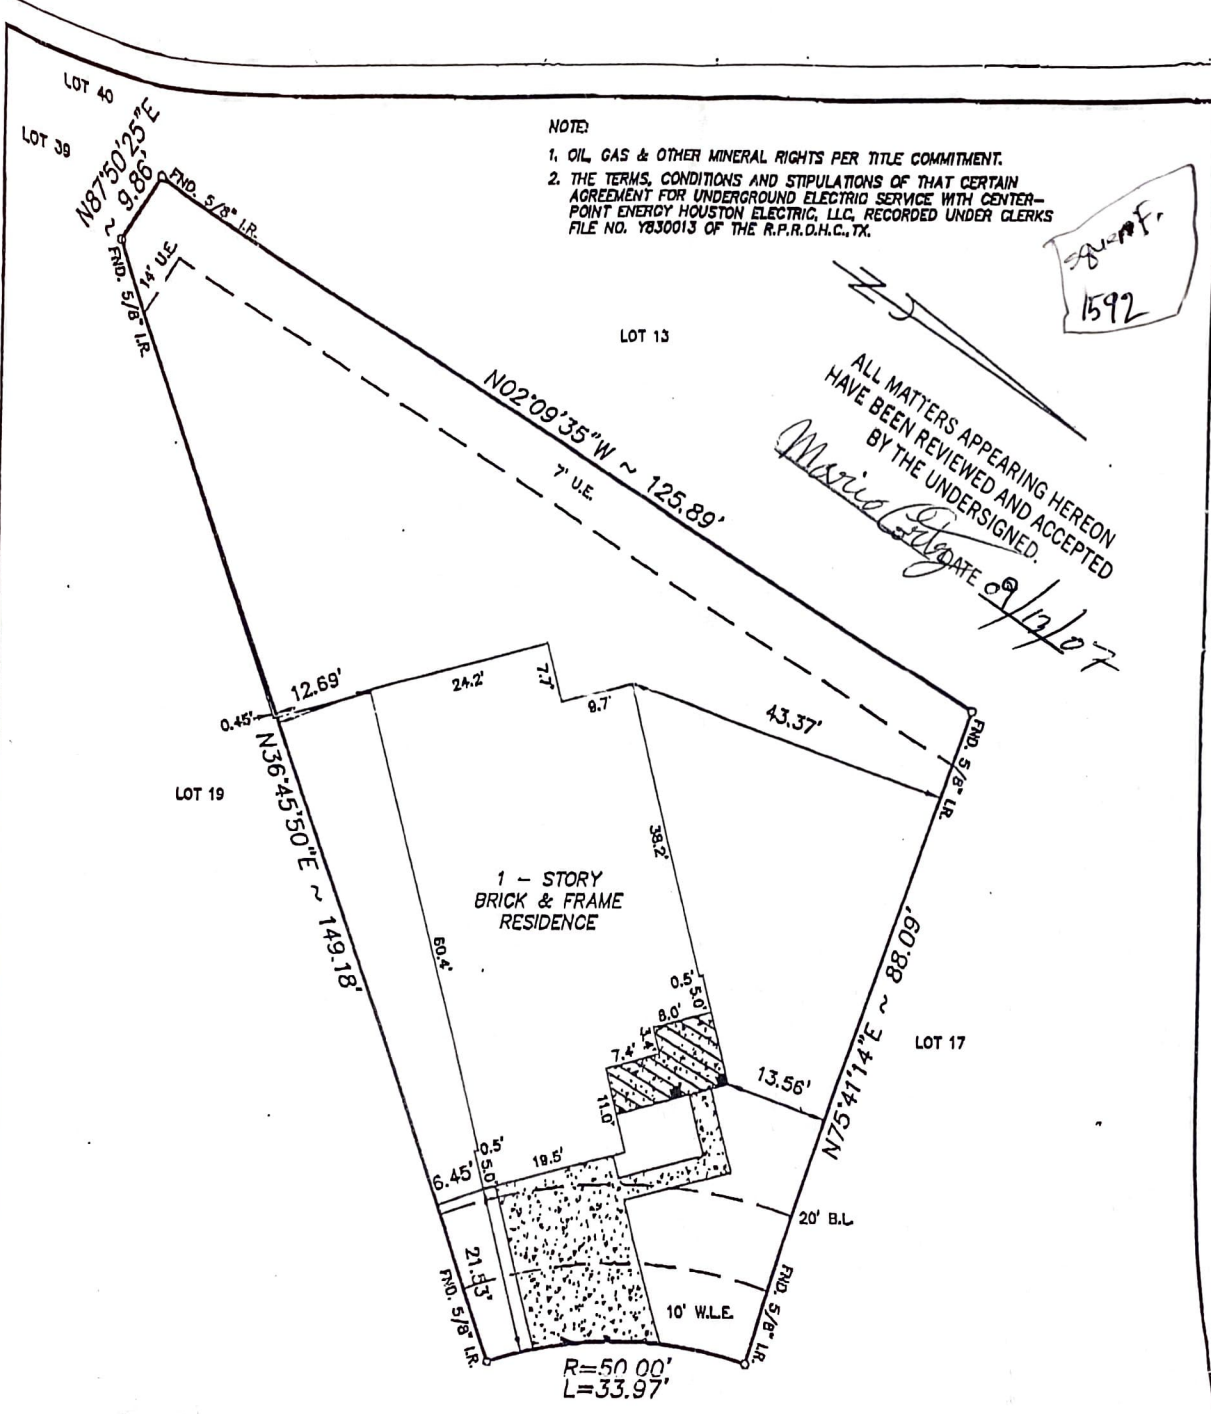 LOT 40
LOT 39
N87°50'25"E
~ 9.86'
FND. 5/8" I.R.
FND. 5/8" I.R.
14' U.E.
NOTE:
1. OIL, GAS & OTHER MINERAL RIGHTS PER TITLE COMMITMENT.
2. THE TERMS, CONDITIONS AND STIPULATIONS OF THAT CERTAIN
AGREEMENT FOR UNDERGROUND ELECTRIC SERVICE WITH CENTER-
POINT ENERGY HOUSTON ELECTRIC, LLC, RECORDED UNDER CLERKS
FILE NO. Y830013 OF THE R.P.R.O.H.C., TX.
1592
LOT 13
N
ALL MATTERS APPEARING HEREON
HAVE BEEN REVIEWED AND ACCEPTED
BY THE UNDERSIGNED.
DATE 09/13/07
N02°09'35"W ~ 125.89'
7' U.E.
12.69'
24.2'
7.7'
9.7'
43.37'
0.45'
FND. 5/8" I.R.
LOT 19
N36°45'50"E ~ 149.18'
38.2'
1 - STORY
BRICK & FRAME
RESIDENCE
60.4'
N75°41'14"E ~ 88.09'
LOT 17
0.5'
5.0'
8.0'
3.4'
7.4'
11.0'
13.56'
0.5'
5.0'
19.5'
6.45'
20' B.L.
21.53'
FND. 5/8" I.R.
10' W.L.E.
FND. 5/8" I.R.
R=50.00'
L=33.97'